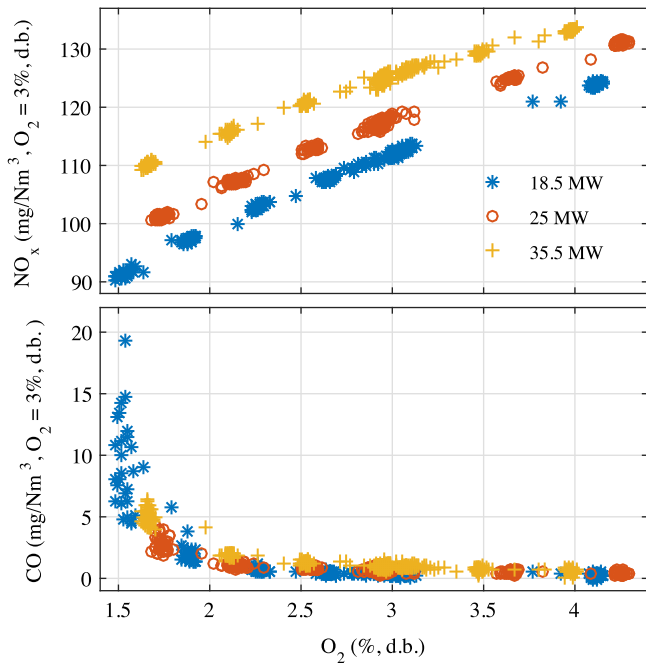 NOₓ (mg/Nm³, O₂ = 3%, d.b.)
130
120
110
100
90
18.5 MW
25 MW
35.5 MW
CO (mg/Nm³, O₂ = 3%, d.b.)
20
15
10
5
0
1.5 2 2.5 3 3.5 4
O₂ (%, d.b.)